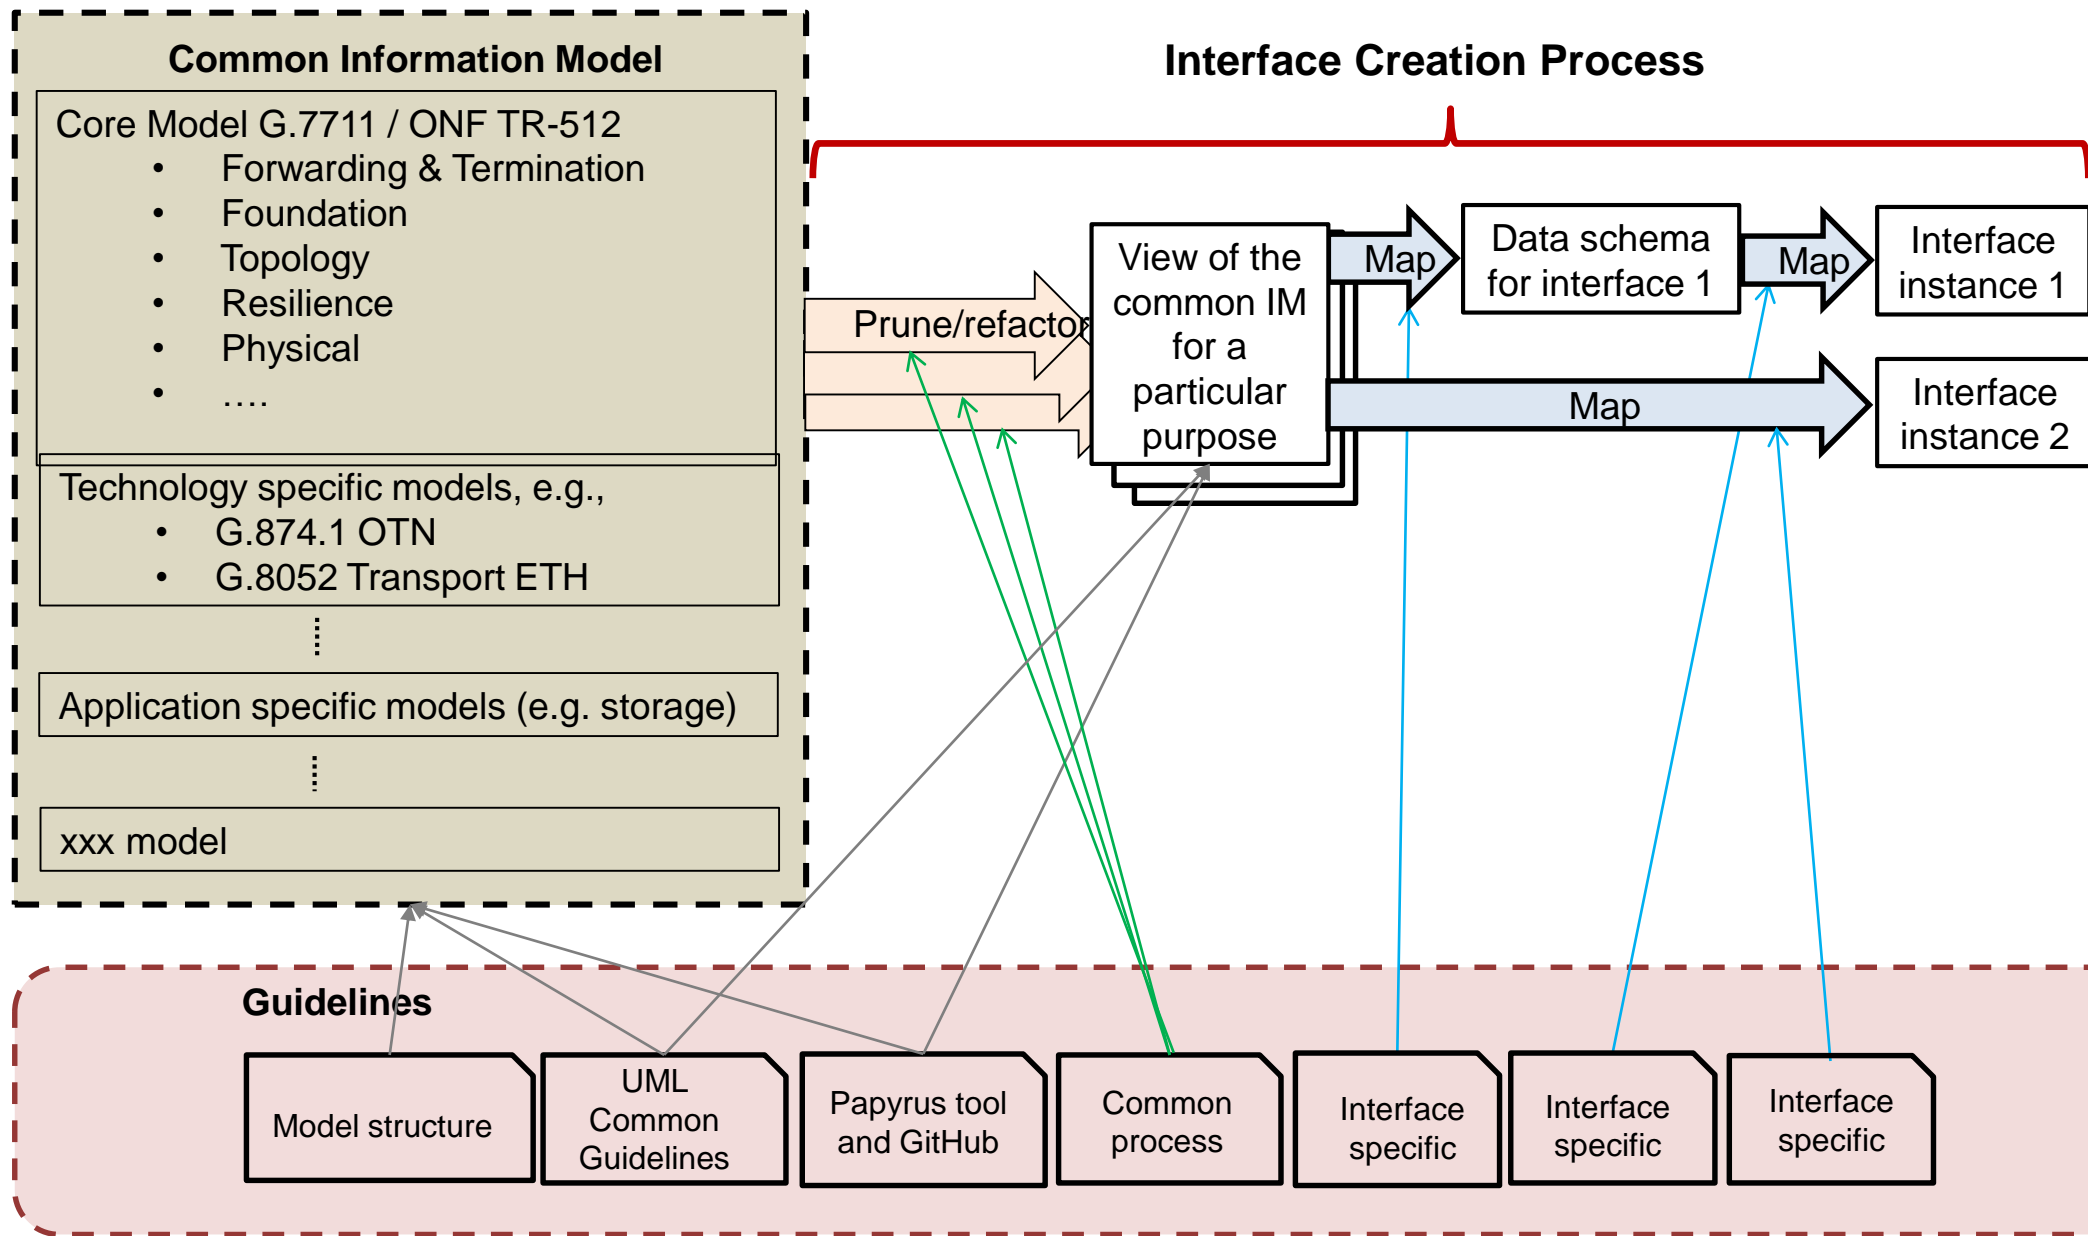 Common Information Model
Core Model G.7711 / ONF TR-512
• Forwarding & Termination
• Foundation
• Topology
• Resilience
• Physical
• ....
Technology specific models, e.g.,
• G.874.1 OTN
• G.8052 Transport ETH
Application specific models (e.g. storage)
xxx model
Interface Creation Process
Prune/refactor
View of the
common IM
for a
particular
purpose
Map
Data schema
for interface 1
Map
Interface
instance 1
Map
Interface
instance 2
Guidelines
Model structure
UML
Common
Guidelines
Papyrus tool
and GitHub
Common
process
Interface
specific
Interface
specific
Interface
specific